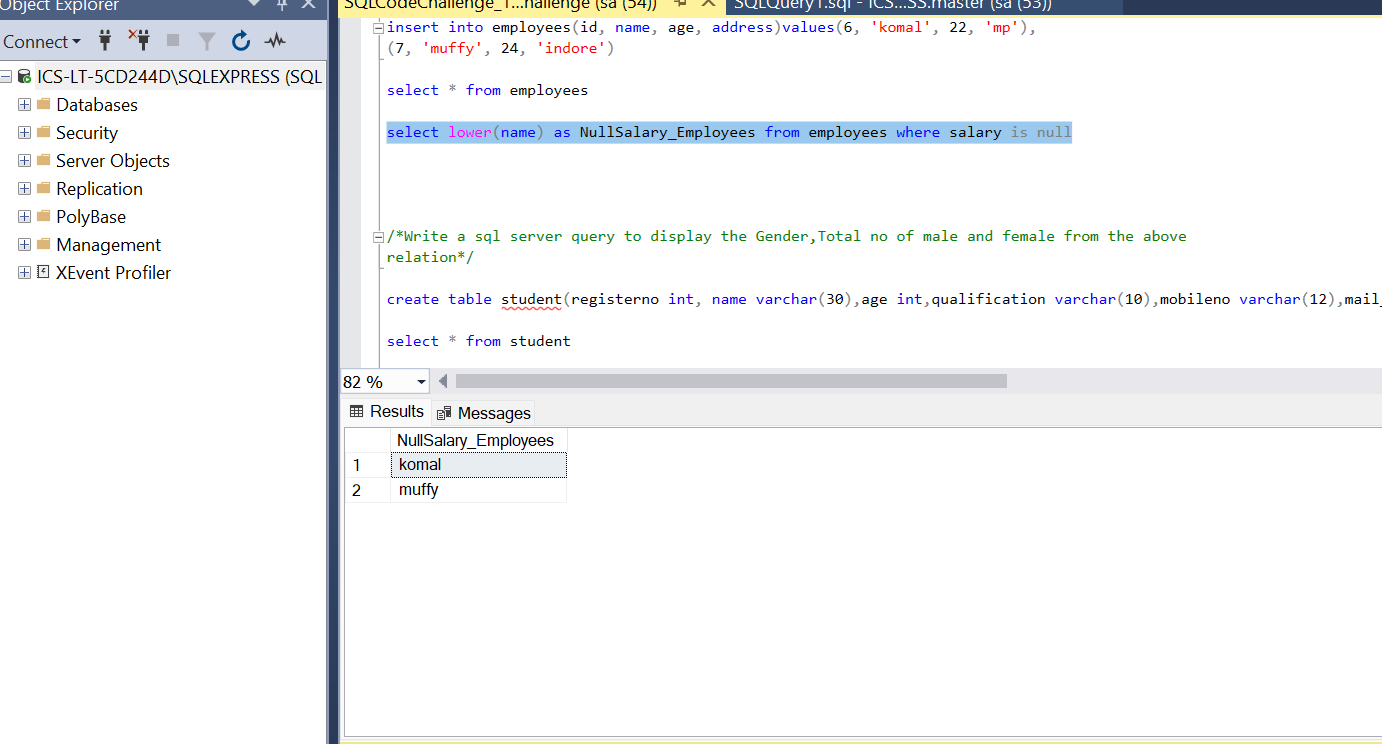 Object Explorer
SQLCodeChallenge_1...hallenge (sa (54))
SQLQuery1.sql - ICS...SS.master (sa (53))
Connect
ICS-LT-5CD244D\SQLEXPRESS (SQL
Databases
Security
Server Objects
Replication
PolyBase
Management
XEvent Profiler
insert into employees(id, name, age, address)values(6, 'komal', 22, 'mp'),
(7, 'muffy', 24, 'indore')
select * from employees
select lower(name) as NullSalary_Employees from employees where salary is null
/*Write a sql server query to display the Gender,Total no of male and female from the above
relation*/
create table student(registerno int, name varchar(30),age int,qualification varchar(10),mobileno varchar(12),mail_
select * from student
82 %
Results
Messages
NullSalary_Employees
1 komal
2 muffy